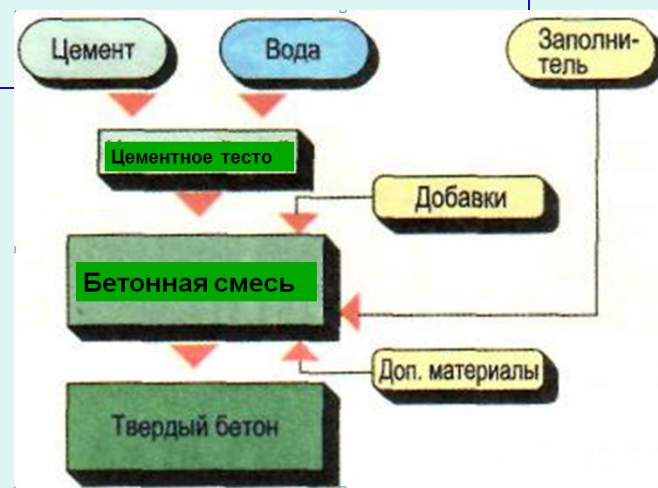 Цемент
Вода
Заполни-
тель
Цементное тесто
Добавки
Бетонная смесь
Доп. материалы
Твердый бетон